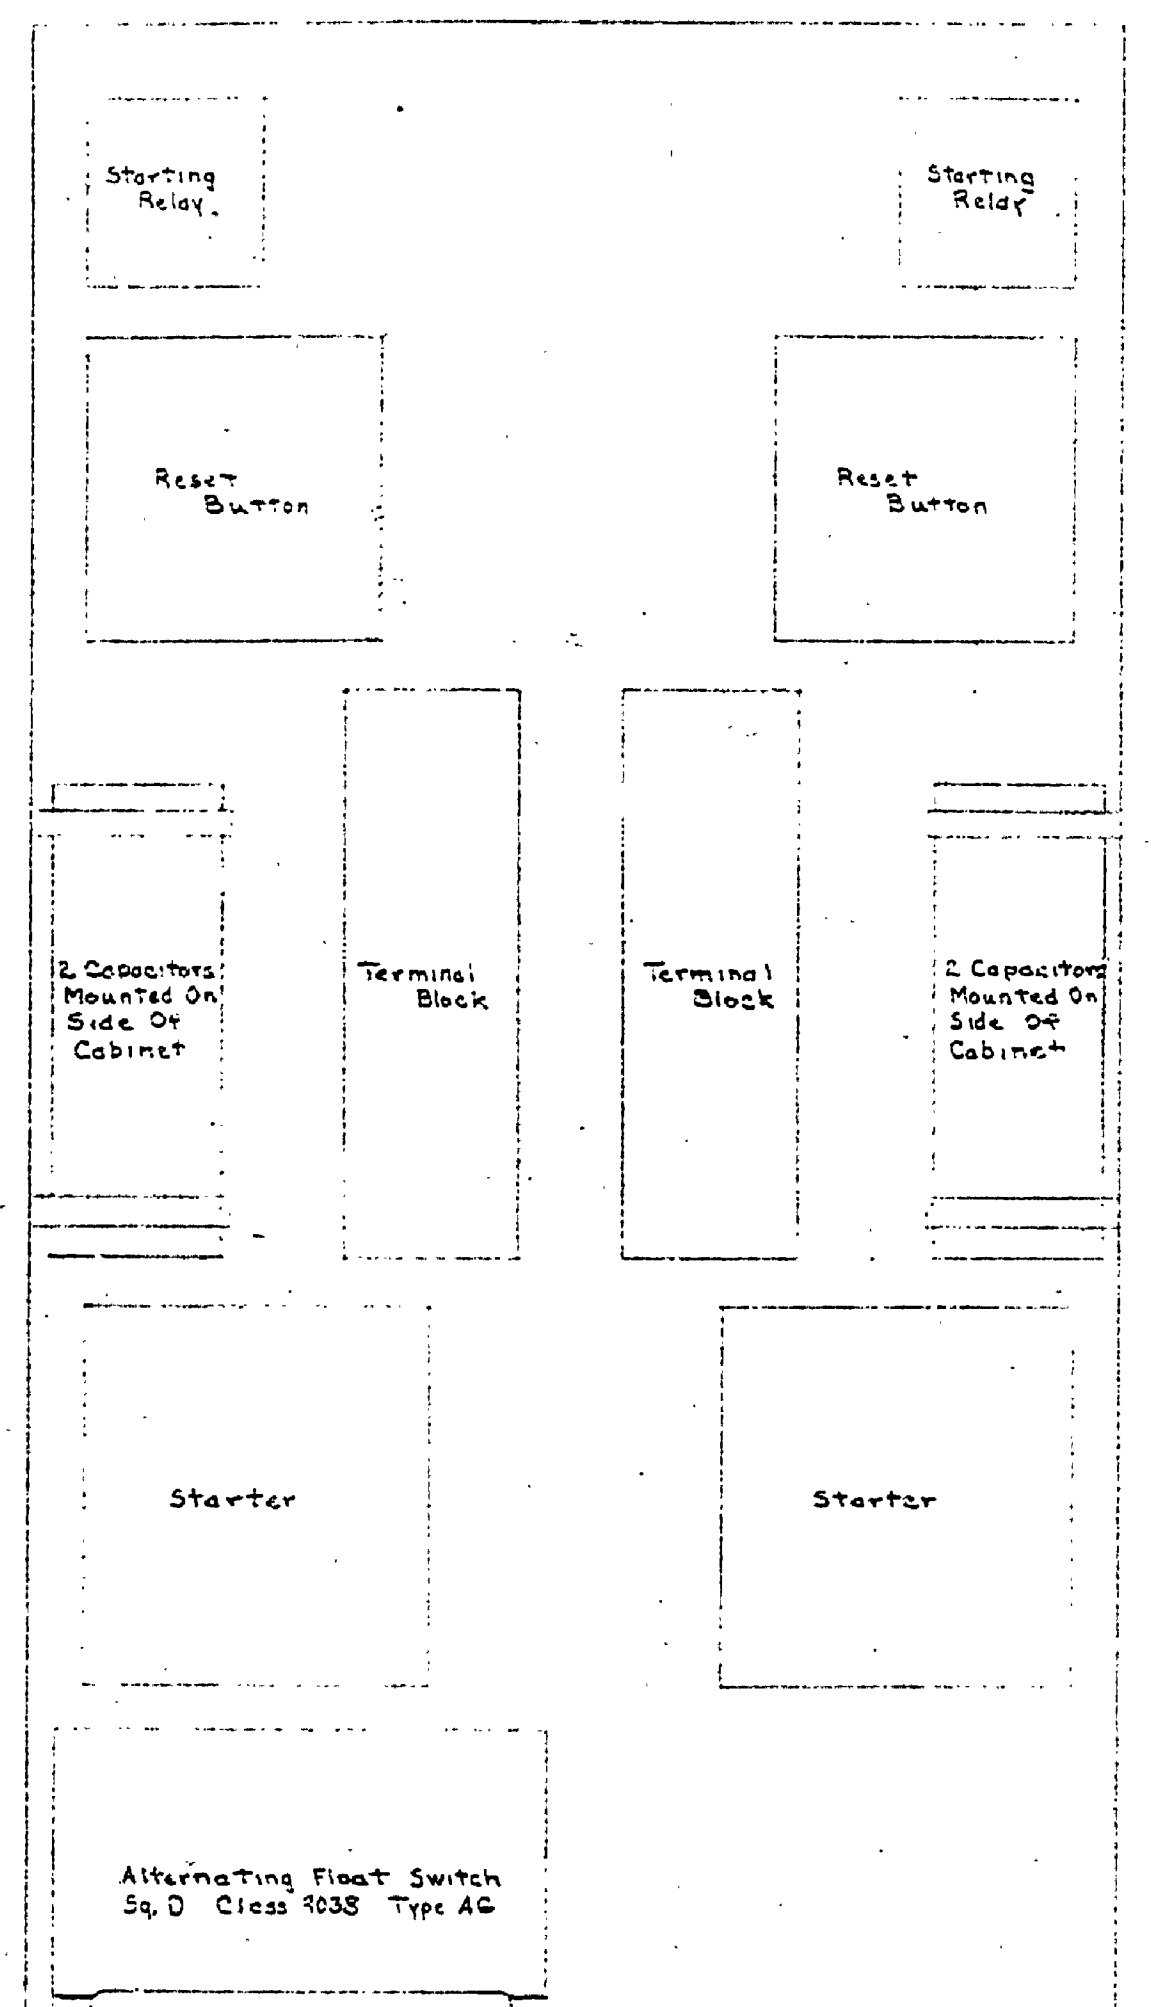 Starting
Relay
Starting
Relay
Reset
Button
Reset
Button
2 Capacitors
Mounted On
Side Of
Cabinet
Terminal
Block
Terminal
Block
2 Capacitors
Mounted On
Side Of
Cabinet
Starter
Starter
Alternating Float Switch
Sq. D Class 9038 Type AG